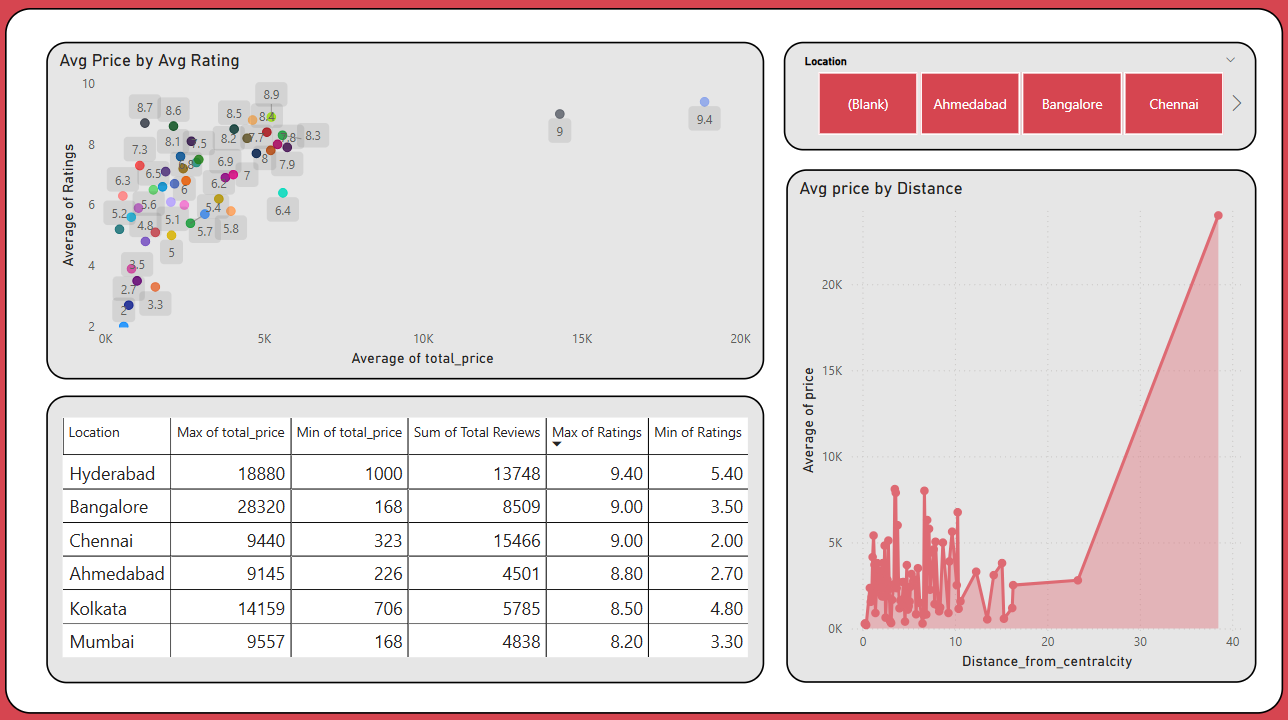 Avg Price by Avg Rating
10
8
6
4
2
Average of Ratings
8.9
8.7
8.6
8.5
8.4
8.3
9.4
9
8.1
7.5
8.2
7.7
7.3
6.9
8
7.9
6.5
7
6.3
6
6.2
6.4
5.2
5.6
5.4
4.8
5.1
5.7
5.8
5
3.5
2.7
3.3
2
0K 5K 10K 15K 20K
Average of total_price
Location
(Blank) Ahmedabad Bangalore Chennai
Avg price by Distance
20K
15K
10K
5K
0K
Average of price
0 10 20 30 40
Distance_from_centralcity
Location Max of total_price Min of total_price Sum of Total Reviews Max of Ratings Min of Ratings
Hyderabad 18880 1000 13748 9.40 5.40
Bangalore 28320 168 8509 9.00 3.50
Chennai 9440 323 15466 9.00 2.00
Ahmedabad 9145 226 4501 8.80 2.70
Kolkata 14159 706 5785 8.50 4.80
Mumbai 9557 168 4838 8.20 3.30